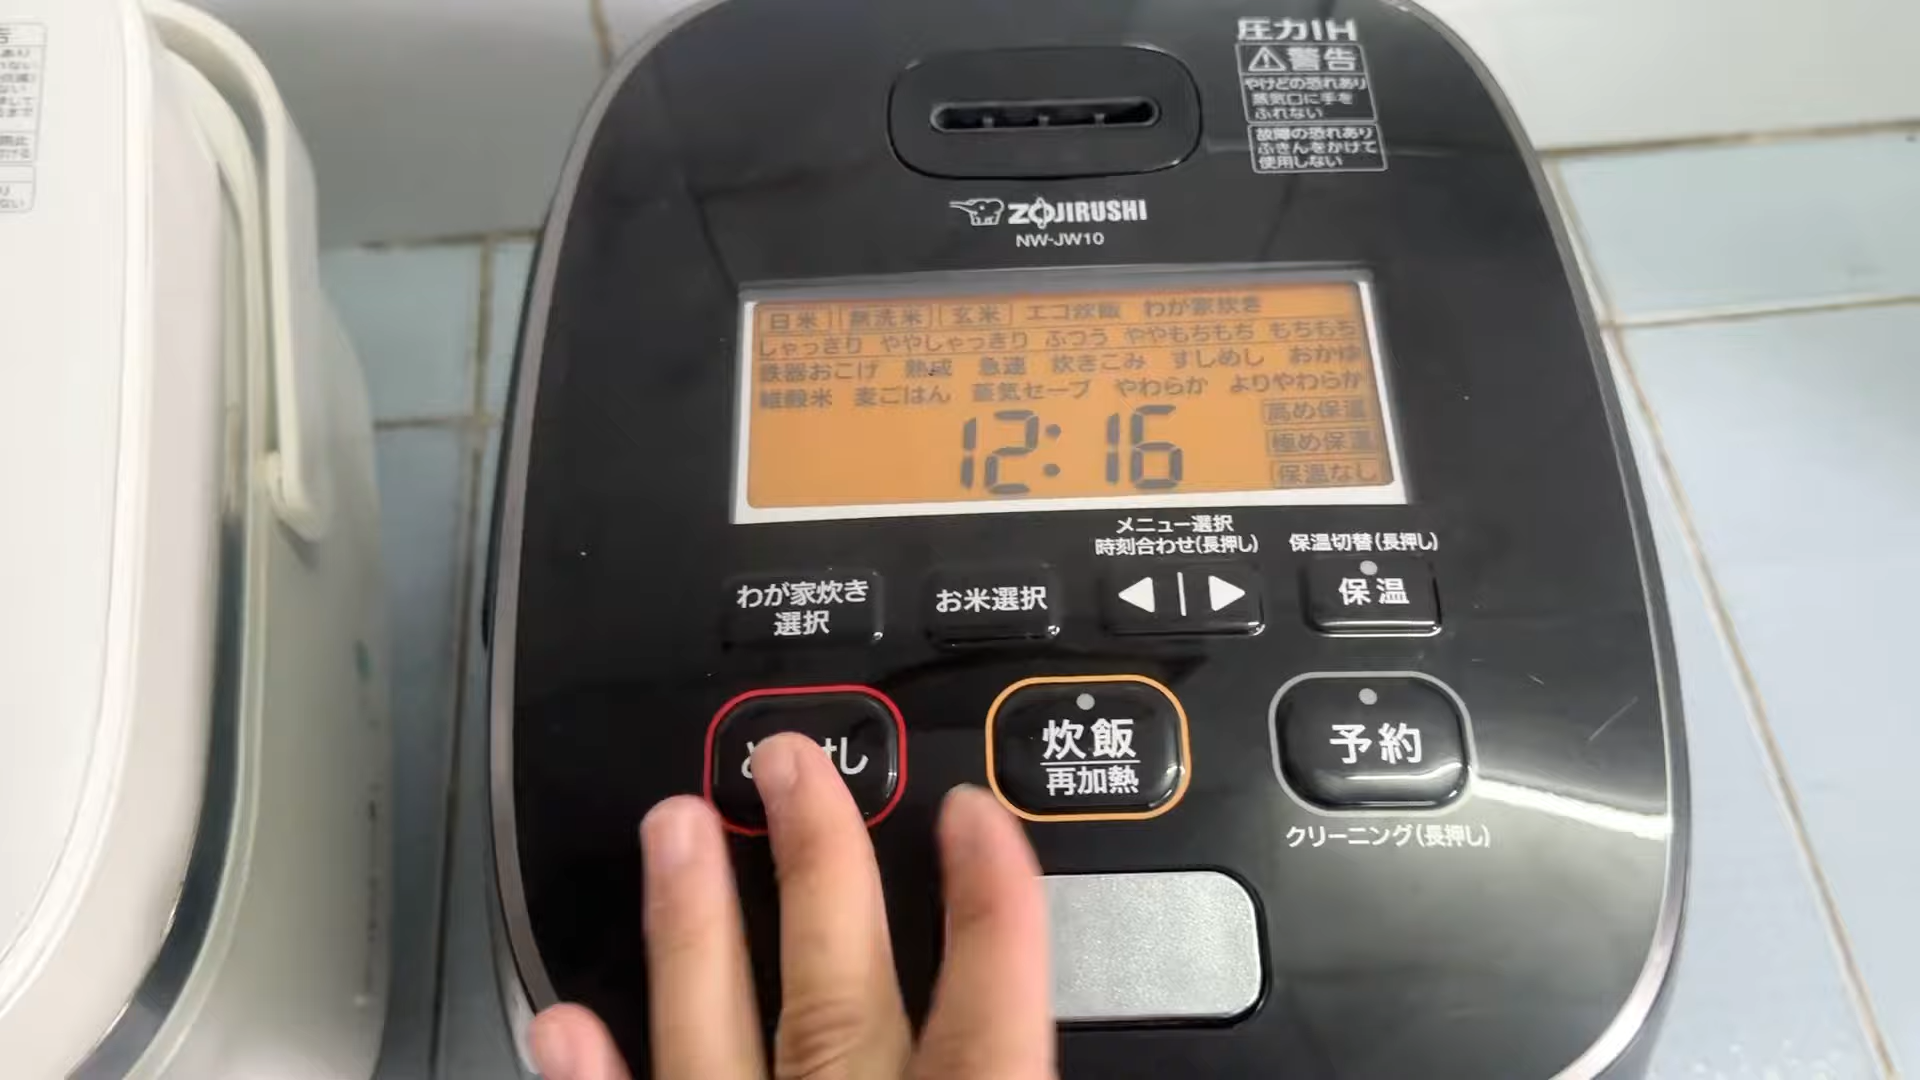 圧力IH
警告
やけどの恐れあり
蒸気口に手を
ふれない
故障の恐れあり
ふきんをかけて
使用しない
ZOJIRUSHI
NW-JW10
白米 無洗米 玄米 エコ炊飯 わが家炊き
しゃっきり ややしゃっきり ふつう ややもちもち もちもち
鉄器おこげ 熟成 急速 炊きこみ すしめし おかゆ
雑穀米 麦ごはん 蒸気セーブ やわらか よりやわらか
高め保温
極め保温
保温なし
12:16
メニュー選択
時刻合わせ(長押し)
保温切替(長押し)
わが家炊き
選択
お米選択
保温
炊飯
再加熱
予約
クリーニング(長押し)